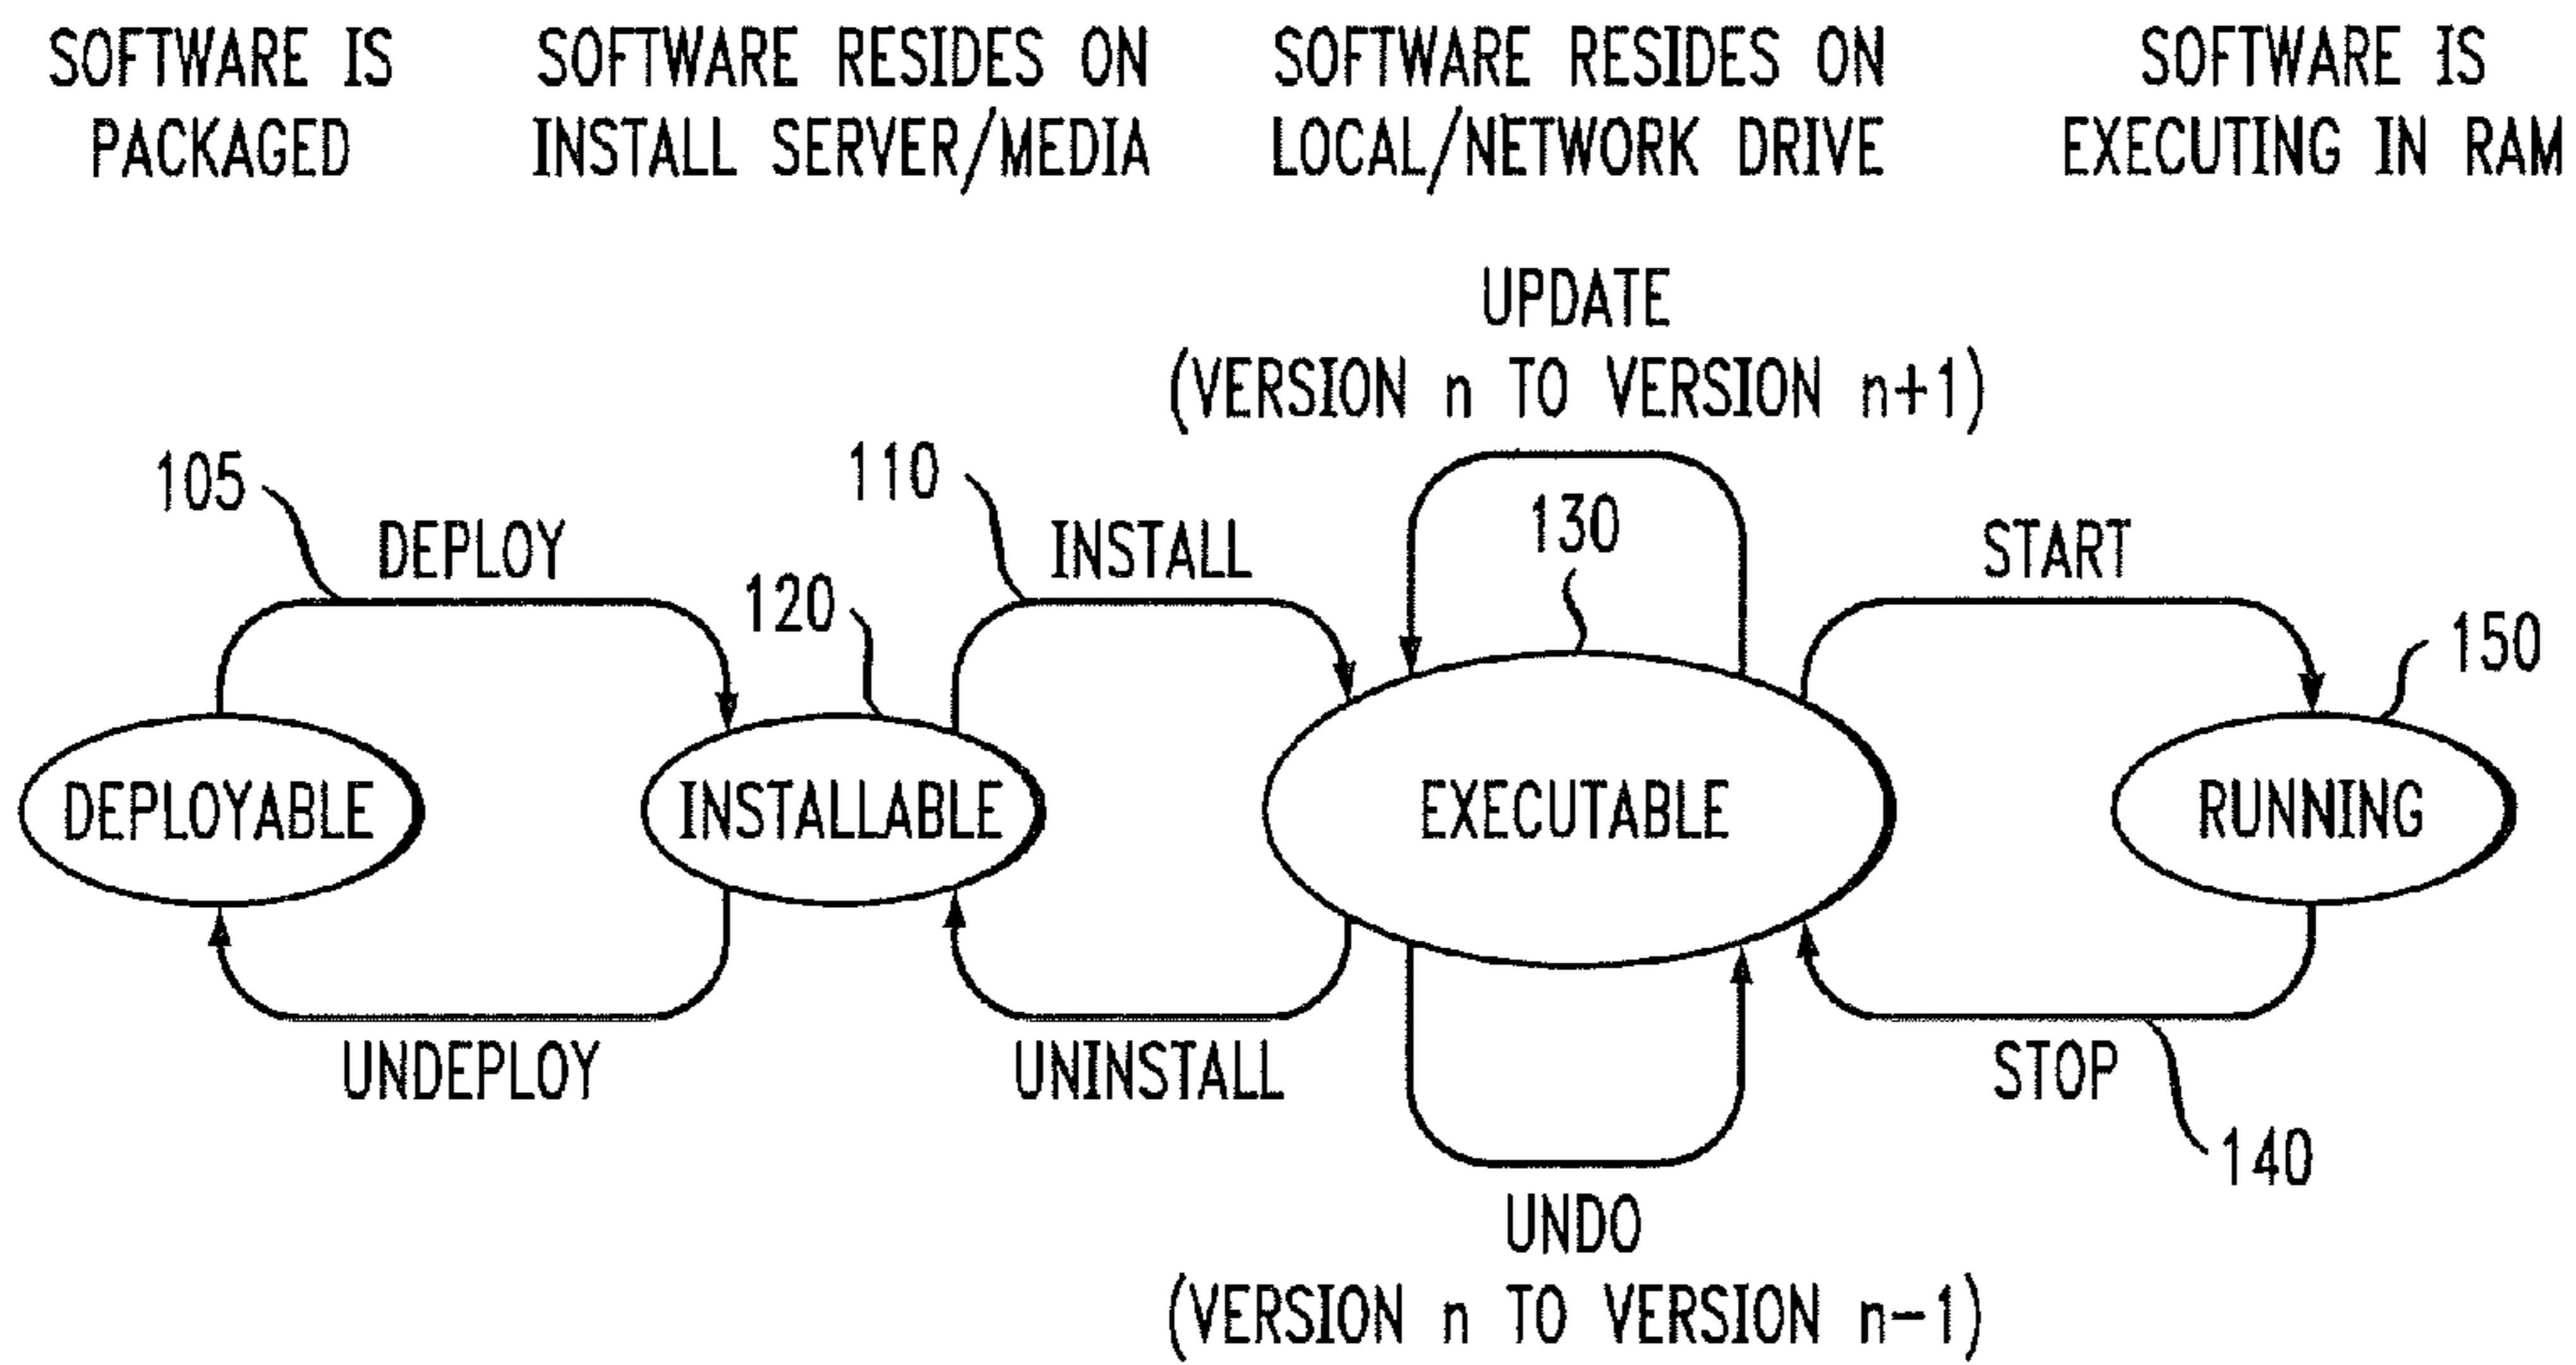 SOFTWARE IS
PACKAGED
SOFTWARE RESIDES ON
INSTALL SERVER/MEDIA
SOFTWARE RESIDES ON
LOCAL/NETWORK DRIVE
SOFTWARE IS
EXECUTING IN RAM
UPDATE
(VERSION n TO VERSION n+1)
105
DEPLOY
110
INSTALL
120
130
START
150
DEPLOYABLE
INSTALLABLE
EXECUTABLE
RUNNING
UNDEPLOY
UNINSTALL
STOP
140
UNDO
(VERSION n TO VERSION n-1)